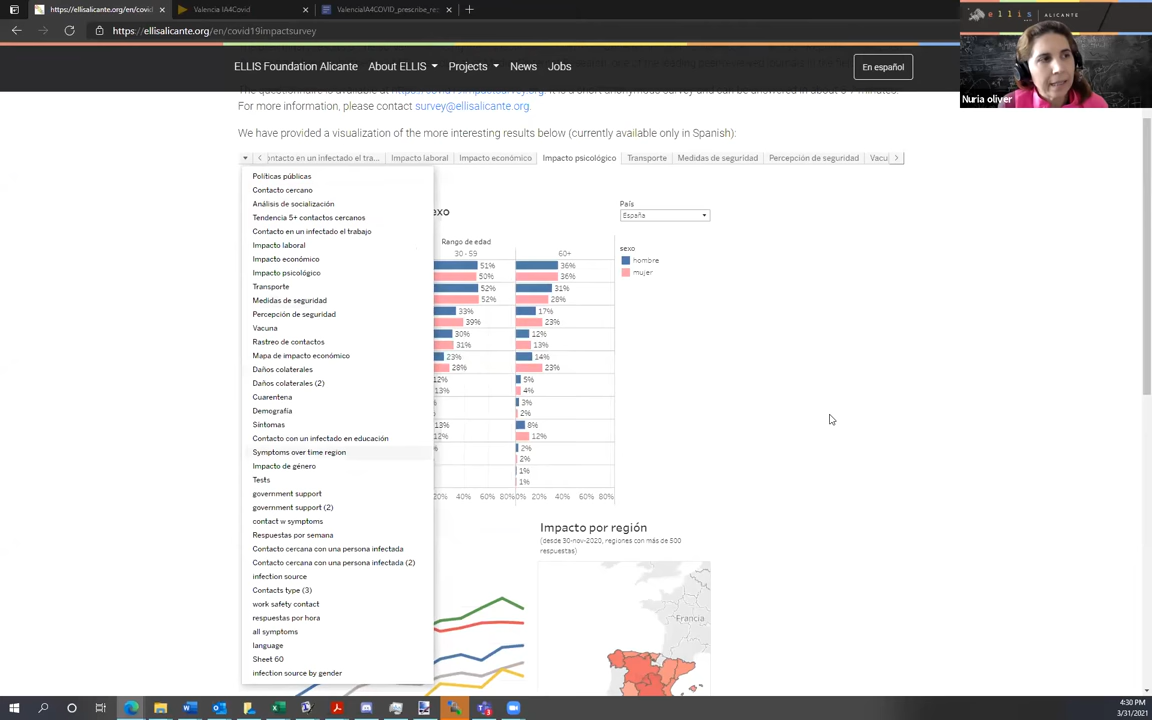 https://ellisalicante.org/en/covid
Valencia IA4Covid
ValenciaIA4COVID_prescribe_re
https://ellisalicante.org/en/covid19impactsurvey
ellis ALICANTE
Nuria oliver
ELLIS Foundation Alicante
About ELLIS
Projects
News
Jobs
En español
For more information, please contact survey@ellisalicante.org.
We have provided a visualization of the more interesting results below (currently available only in Spanish):
ontacto en un infectado el tra...
Impacto laboral
Impacto económico
Impacto psicológico
Transporte
Medidas de seguridad
Percepción de seguridad
Vacu
Políticas públicas
Contacto cercano
Análisis de socialización
Tendencia 5+ contactos cercanos
Contacto en un infectado el trabajo
Impacto laboral
Impacto económico
Impacto psicológico
Transporte
Medidas de seguridad
Percepción de seguridad
Vacuna
Rastreo de contactos
Mapa de impacto económico
Daños colaterales
Daños colaterales (2)
Cuarentena
Demografía
Síntomas
Contacto con un infectado en educación
Symptoms over time region
Impacto de género
Tests
government support
government support (2)
contact w symptoms
Respuestas por semana
Contacto cercana con una persona infectada
Contacto cercana con una persona infectada (2)
infection source
Contacts type (3)
work safety contact
respuestas por hora
all symptoms
language
Sheet 60
infection source by gender
exo
Rango de edad
30 - 59
60+
51%
36%
50%
36%
52%
31%
52%
28%
33%
17%
39%
23%
30%
12%
31%
13%
23%
14%
28%
23%
12%
5%
13%
4%
3%
2%
13%
8%
12%
12%
2%
2%
1%
1%
20% 40% 60% 80% 0% 20% 40% 60% 80%
País
España
sexo
hombre
mujer
Impacto por región
(desde 30-nov-2020, regiones con más de 500
respuestas)
Francia
4:30 PM
3/31/2021